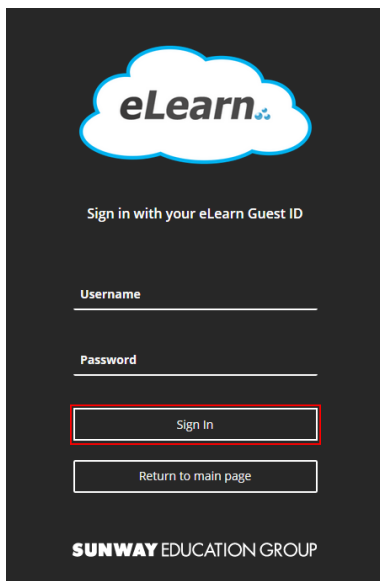 eLearn
Sign in with your eLearn Guest ID
Username
Password
Sign In
Return to main page
SUNWAY EDUCATION GROUP